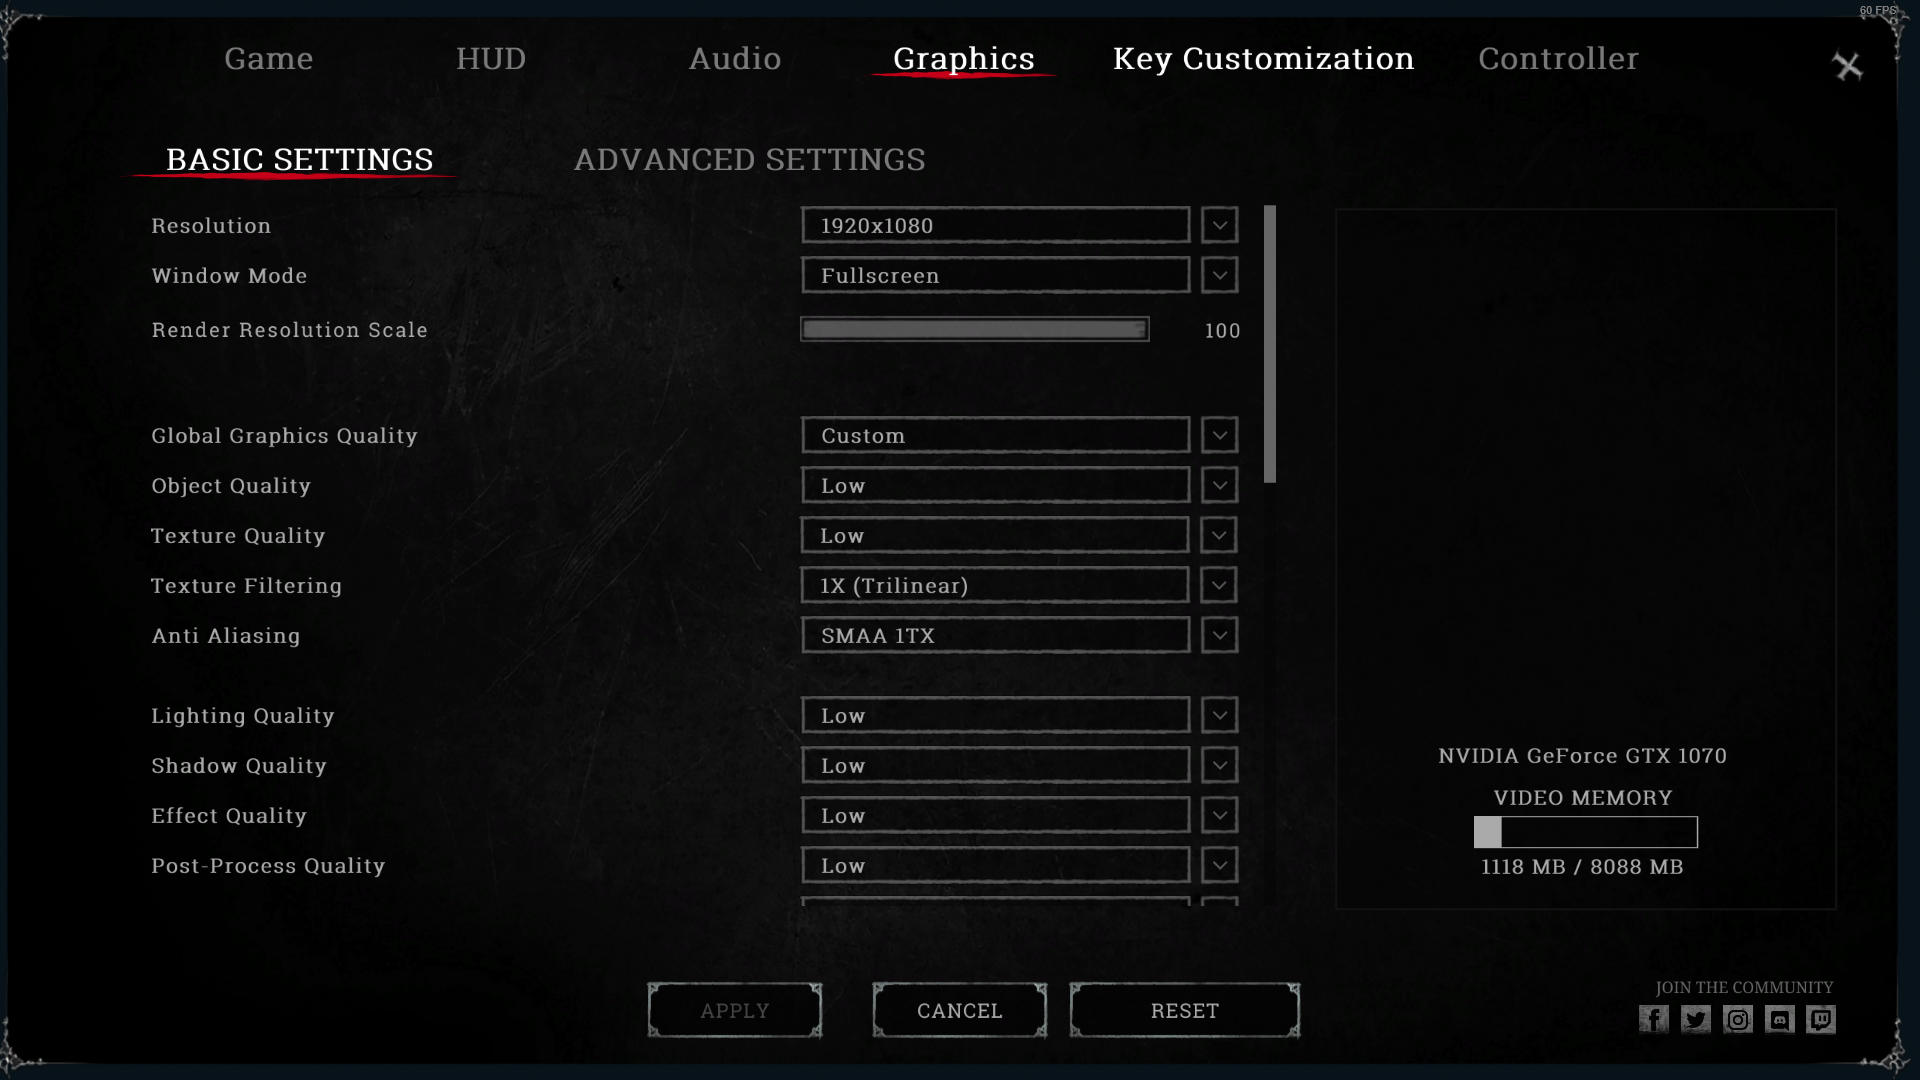 60 FPS
Game HUD Audio Graphics Key Customization Controller
BASIC SETTINGS ADVANCED SETTINGS
Resolution 1920x1080
Window Mode Fullscreen
Render Resolution Scale 100
Global Graphics Quality Custom
Object Quality Low
Texture Quality Low
Texture Filtering 1X (Trilinear)
Anti Aliasing SMAA 1TX
Lighting Quality Low
Shadow Quality Low
Effect Quality Low
Post-Process Quality Low
NVIDIA GeForce GTX 1070
VIDEO MEMORY
1118 MB / 8088 MB
APPLY CANCEL RESET
JOIN THE COMMUNITY